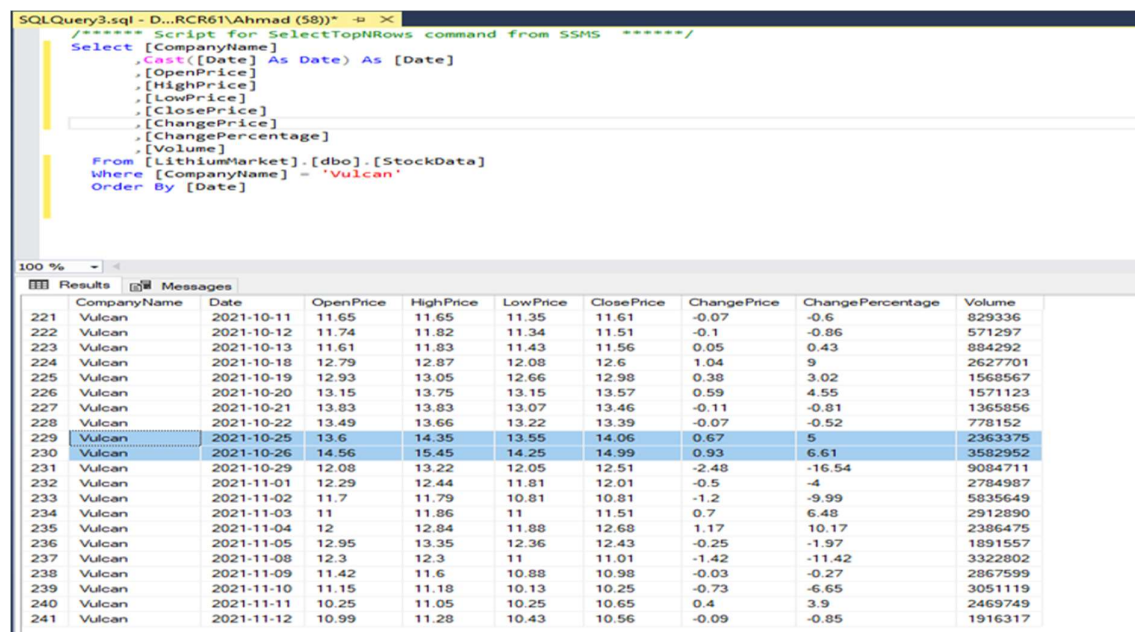 SQLQuery3.sql - D...RCR61\Ahmad (58))*
/****** Script for SelectTopNRows command from SSMS ******/
Select [CompanyName]
,Cast([Date] As Date) As [Date]
,[OpenPrice]
,[HighPrice]
,[LowPrice]
,[ClosePrice]
,[ChangePrice]
,[ChangePercentage]
,[Volume]
From [LithiumMarket].[dbo].[StockData]
Where [CompanyName] = 'Vulcan'
Order By [Date]
100 %
Results Messages
CompanyName Date OpenPrice HighPrice LowPrice ClosePrice ChangePrice ChangePercentage Volume
221 Vulcan 2021-10-11 11.65 11.65 11.35 11.61 -0.07 -0.6 829336
222 Vulcan 2021-10-12 11.74 11.82 11.34 11.51 -0.1 -0.86 571297
223 Vulcan 2021-10-13 11.61 11.83 11.43 11.56 0.05 0.43 884292
224 Vulcan 2021-10-18 12.79 12.87 12.08 12.6 1.04 9 2627701
225 Vulcan 2021-10-19 12.93 13.05 12.66 12.98 0.38 3.02 1568567
226 Vulcan 2021-10-20 13.15 13.75 13.15 13.57 0.59 4.55 1571123
227 Vulcan 2021-10-21 13.83 13.83 13.07 13.46 -0.11 -0.81 1365856
228 Vulcan 2021-10-22 13.49 13.66 13.22 13.39 -0.07 -0.52 778152
229 Vulcan 2021-10-25 13.6 14.35 13.55 14.06 0.67 5 2363375
230 Vulcan 2021-10-26 14.56 15.45 14.25 14.99 0.93 6.61 3582952
231 Vulcan 2021-10-29 12.08 13.22 12.05 12.51 -2.48 -16.54 9084711
232 Vulcan 2021-11-01 12.29 12.44 11.81 12.01 -0.5 -4 2784987
233 Vulcan 2021-11-02 11.7 11.79 10.81 10.81 -1.2 -9.99 5835649
234 Vulcan 2021-11-03 11 11.86 11 11.51 0.7 6.48 2912890
235 Vulcan 2021-11-04 12 12.84 11.88 12.68 1.17 10.17 2386475
236 Vulcan 2021-11-05 12.95 13.35 12.36 12.43 -0.25 -1.97 1891557
237 Vulcan 2021-11-08 12.3 12.3 11 11.01 -1.42 -11.42 3322802
238 Vulcan 2021-11-09 11.42 11.6 10.88 10.98 -0.03 -0.27 2867599
239 Vulcan 2021-11-10 11.15 11.18 10.13 10.25 -0.73 -6.65 3051119
240 Vulcan 2021-11-11 10.25 11.05 10.25 10.65 0.4 3.9 2469749
241 Vulcan 2021-11-12 10.99 11.28 10.43 10.56 -0.09 -0.85 1916317